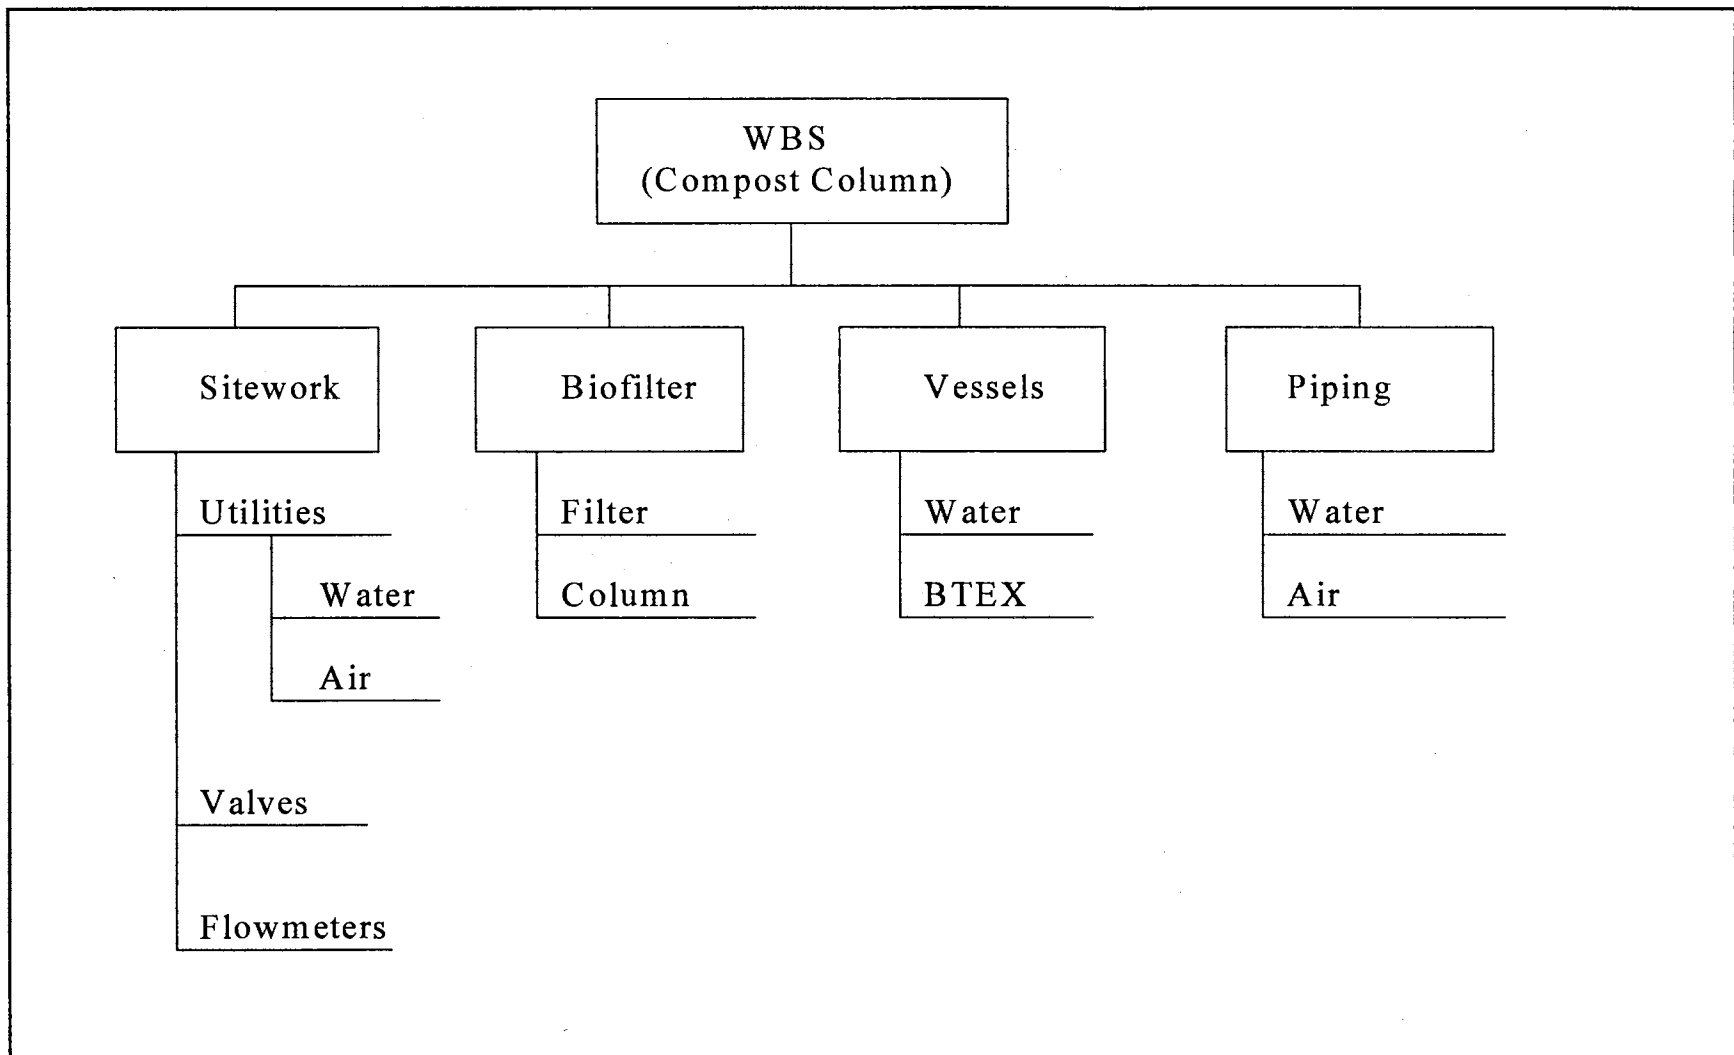 WBS
(Compost Column)
Sitework
Biofilter
Vessels
Piping
Utilities
Water
Air
Valves
Flowmeters
Filter
Column
Water
BTEX
Water
Air